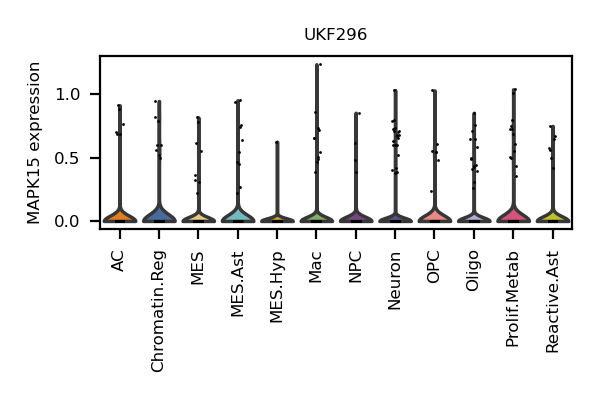 UKF296
MAPK15 expression
1.0
0.5
0.0
AC
Chromatin.Reg
MES
MES.Ast
MES.Hyp
Mac
NPC
Neuron
OPC
Oligo
Prolif.Metab
Reactive.Ast